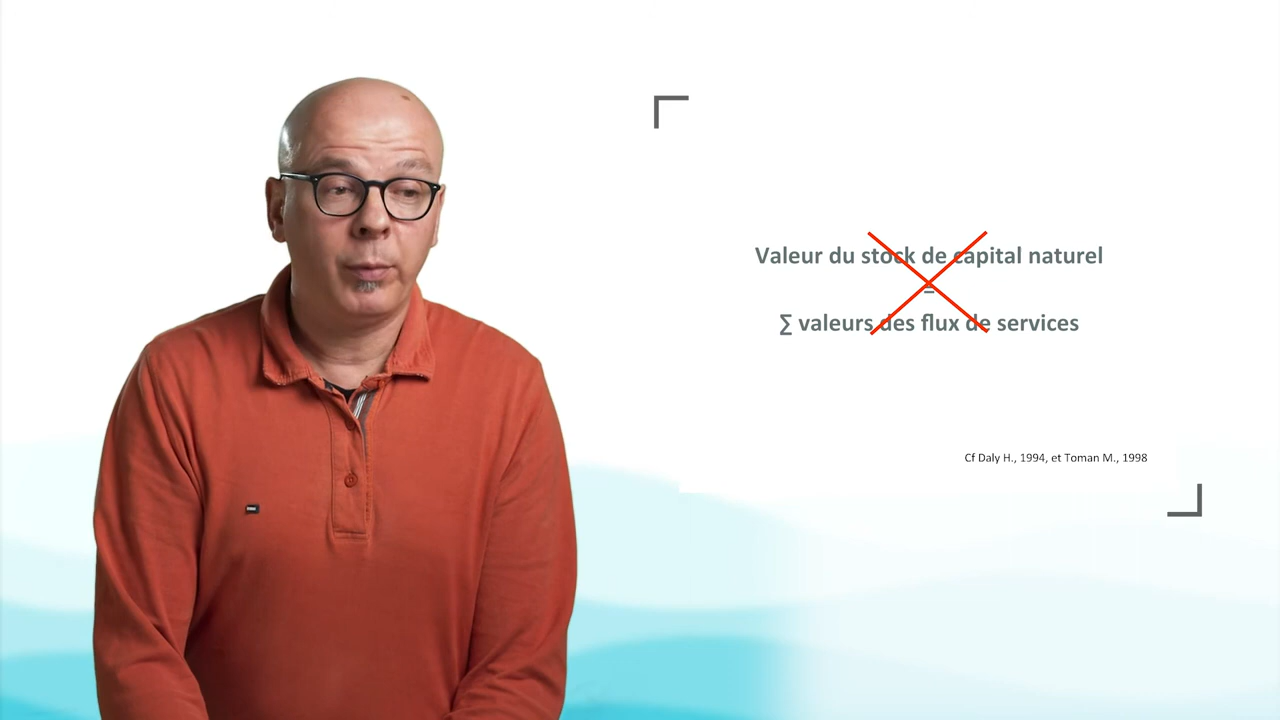 Valeur du stock de capital naturel
=
∑ valeurs des flux de services
Cf Daly H., 1994, et Toman M., 1998